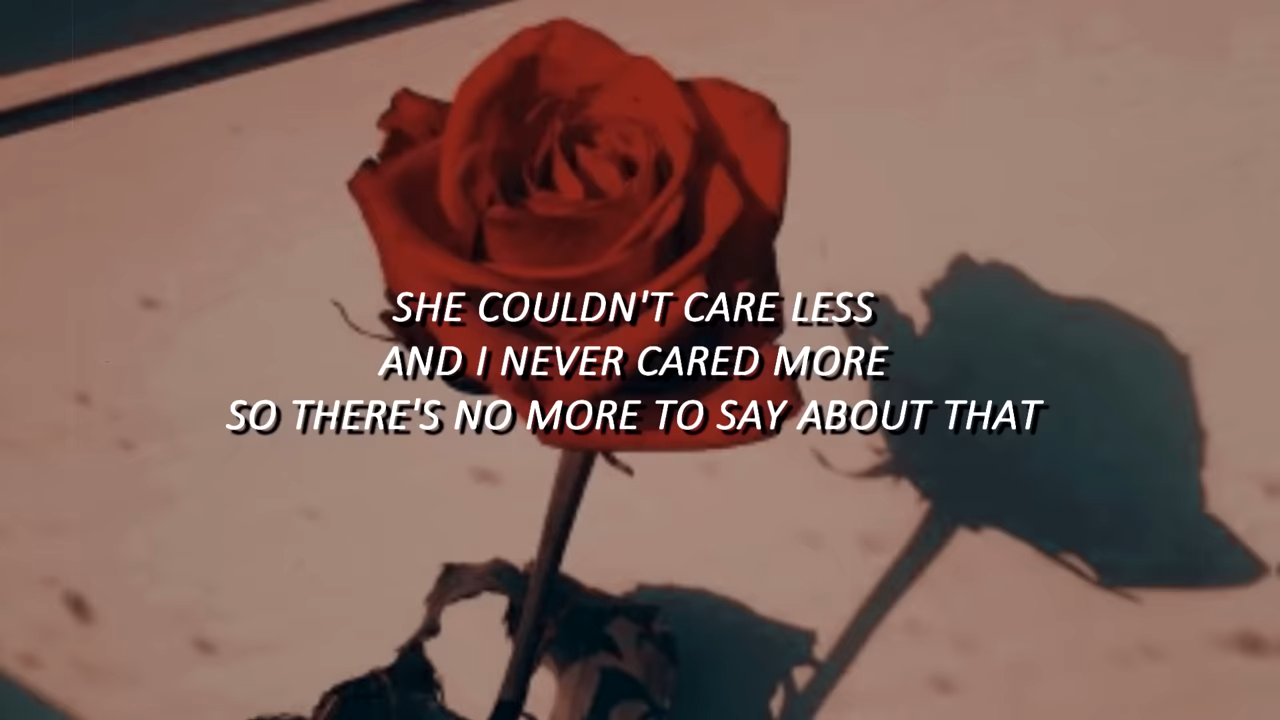 SHE COULDN'T CARE LESS
AND I NEVER CARED MORE
SO THERE'S NO MORE TO SAY ABOUT THAT